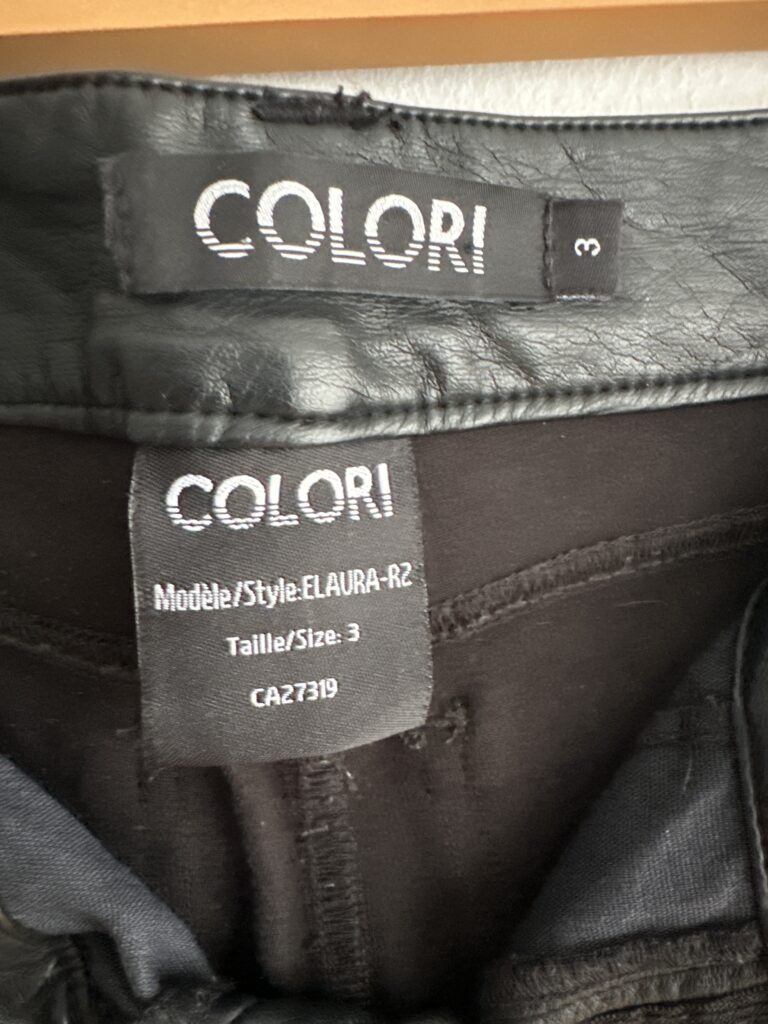 COLORI
3
COLORI
Modèle/Style:ELAURA-R2
Taille/Size: 3
CA27319